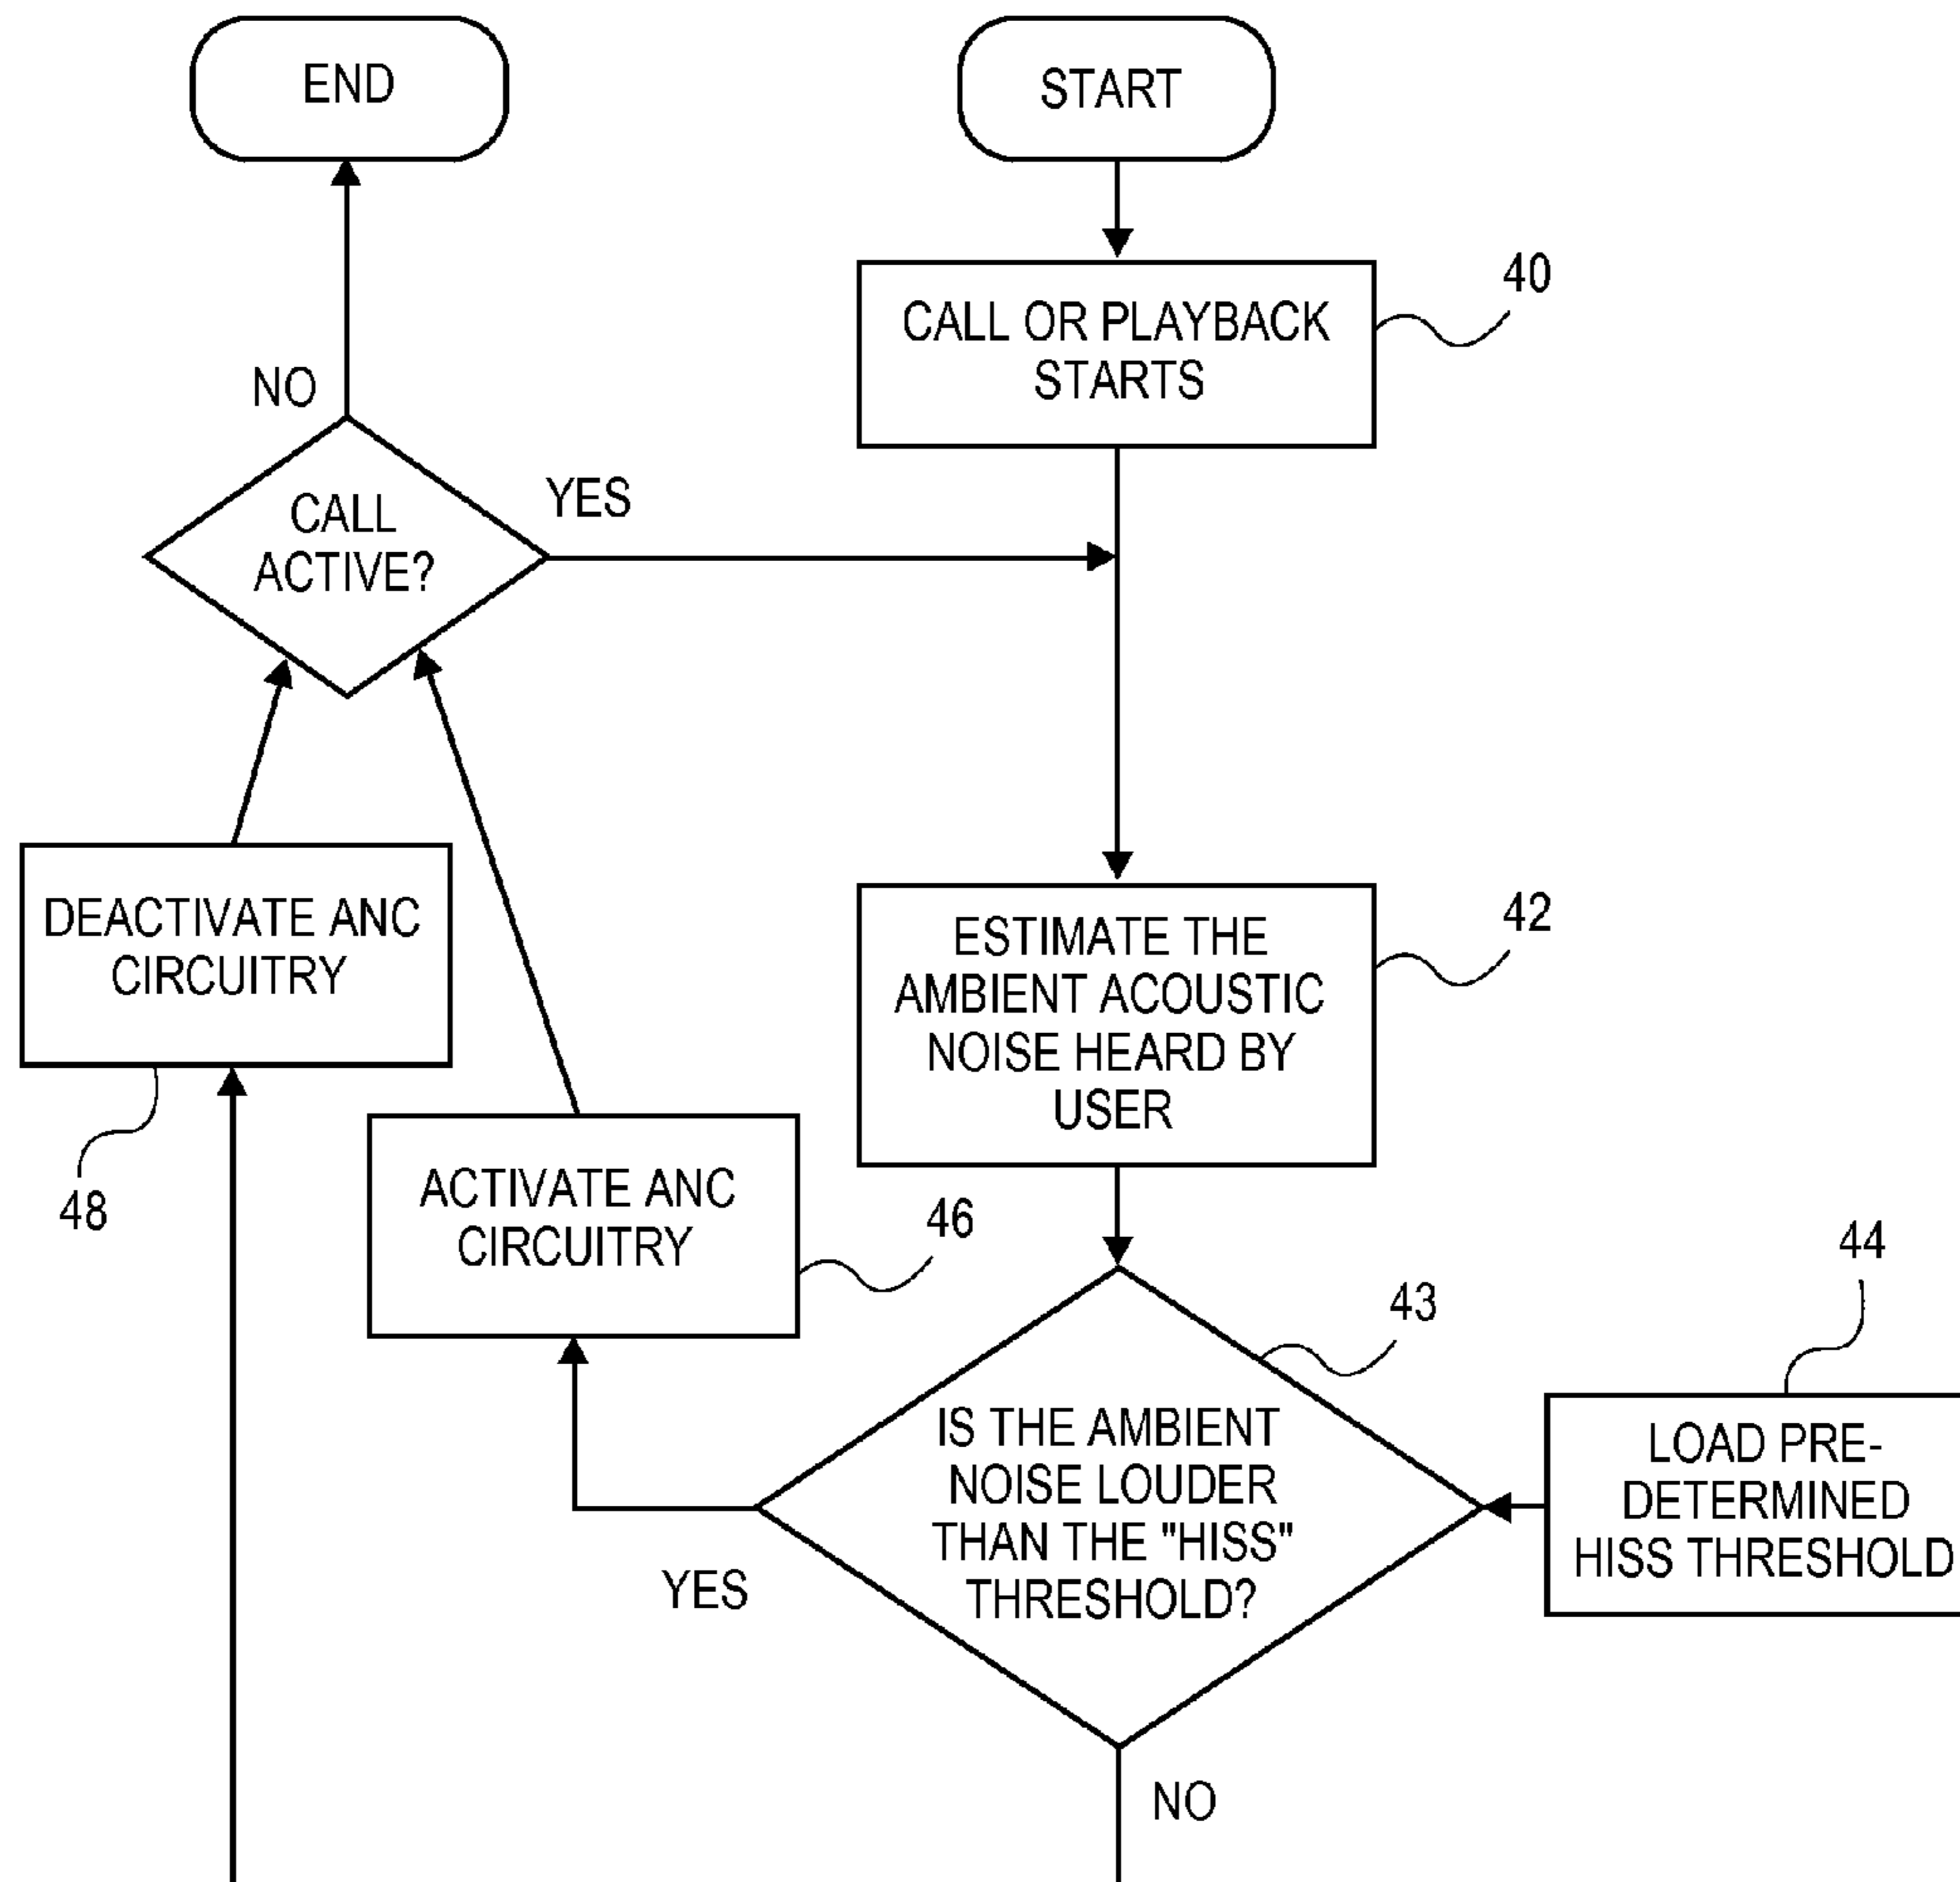 END
START
CALL OR PLAYBACK
STARTS
40
NO
CALL
ACTIVE?
YES
DEACTIVATE ANC
CIRCUITRY
48
ESTIMATE THE
AMBIENT ACOUSTIC
NOISE HEARD BY
USER
42
ACTIVATE ANC
CIRCUITRY
46
43
44
IS THE AMBIENT
NOISE LOUDER
THAN THE "HISS"
THRESHOLD?
LOAD PRE-
DETERMINED
HISS THRESHOLD
YES
NO